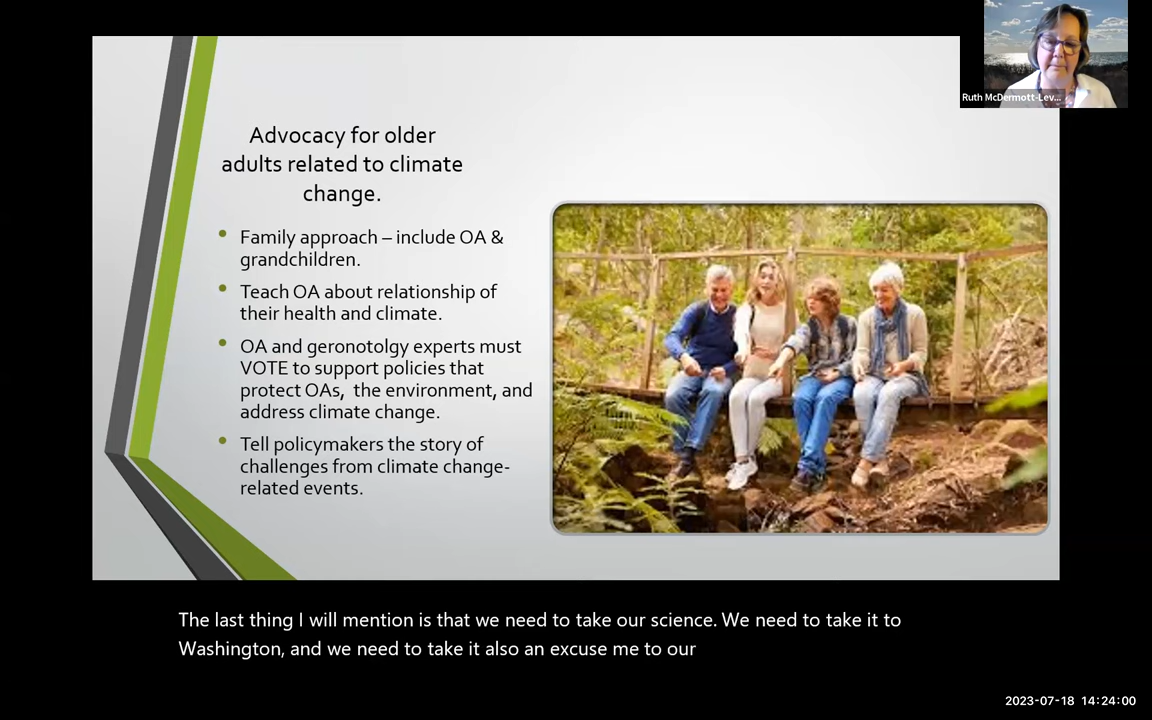 Ruth McDermott-Lev...
Advocacy for older
adults related to climate
change.
• Family approach – include OA &
grandchildren.
• Teach OA about relationship of
their health and climate.
• OA and geronotolgy experts must
VOTE to support policies that
protect OAs, the environment, and
address climate change.
• Tell policymakers the story of
challenges from climate change-
related events.
The last thing I will mention is that we need to take our science. We need to take it to
Washington, and we need to take it also an excuse me to our
2023-07-18 14:24:00